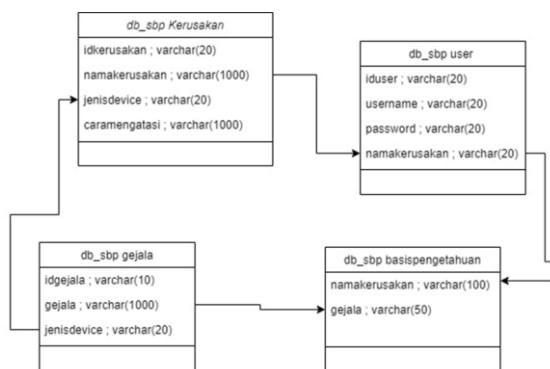 db_sbp Kerusakan
idkerusakan ; varchar(20)
namakerusakan ; varchar(1000)
jenisdevice ; varchar(20)
caramengatasi ; varchar(1000)
db_sbp user
iduser ; varchar(20)
username ; varchar(20)
password ; varchar(20)
namakerusakan ; varchar(20)
db_sbp gejala
idgejala ; varchar(10)
gejala ; varchar(1000)
jenisdevice ; varchar(20)
db_sbp basispengetahuan
namakerusakan ; varchar(100)
gejala ; varchar(50)